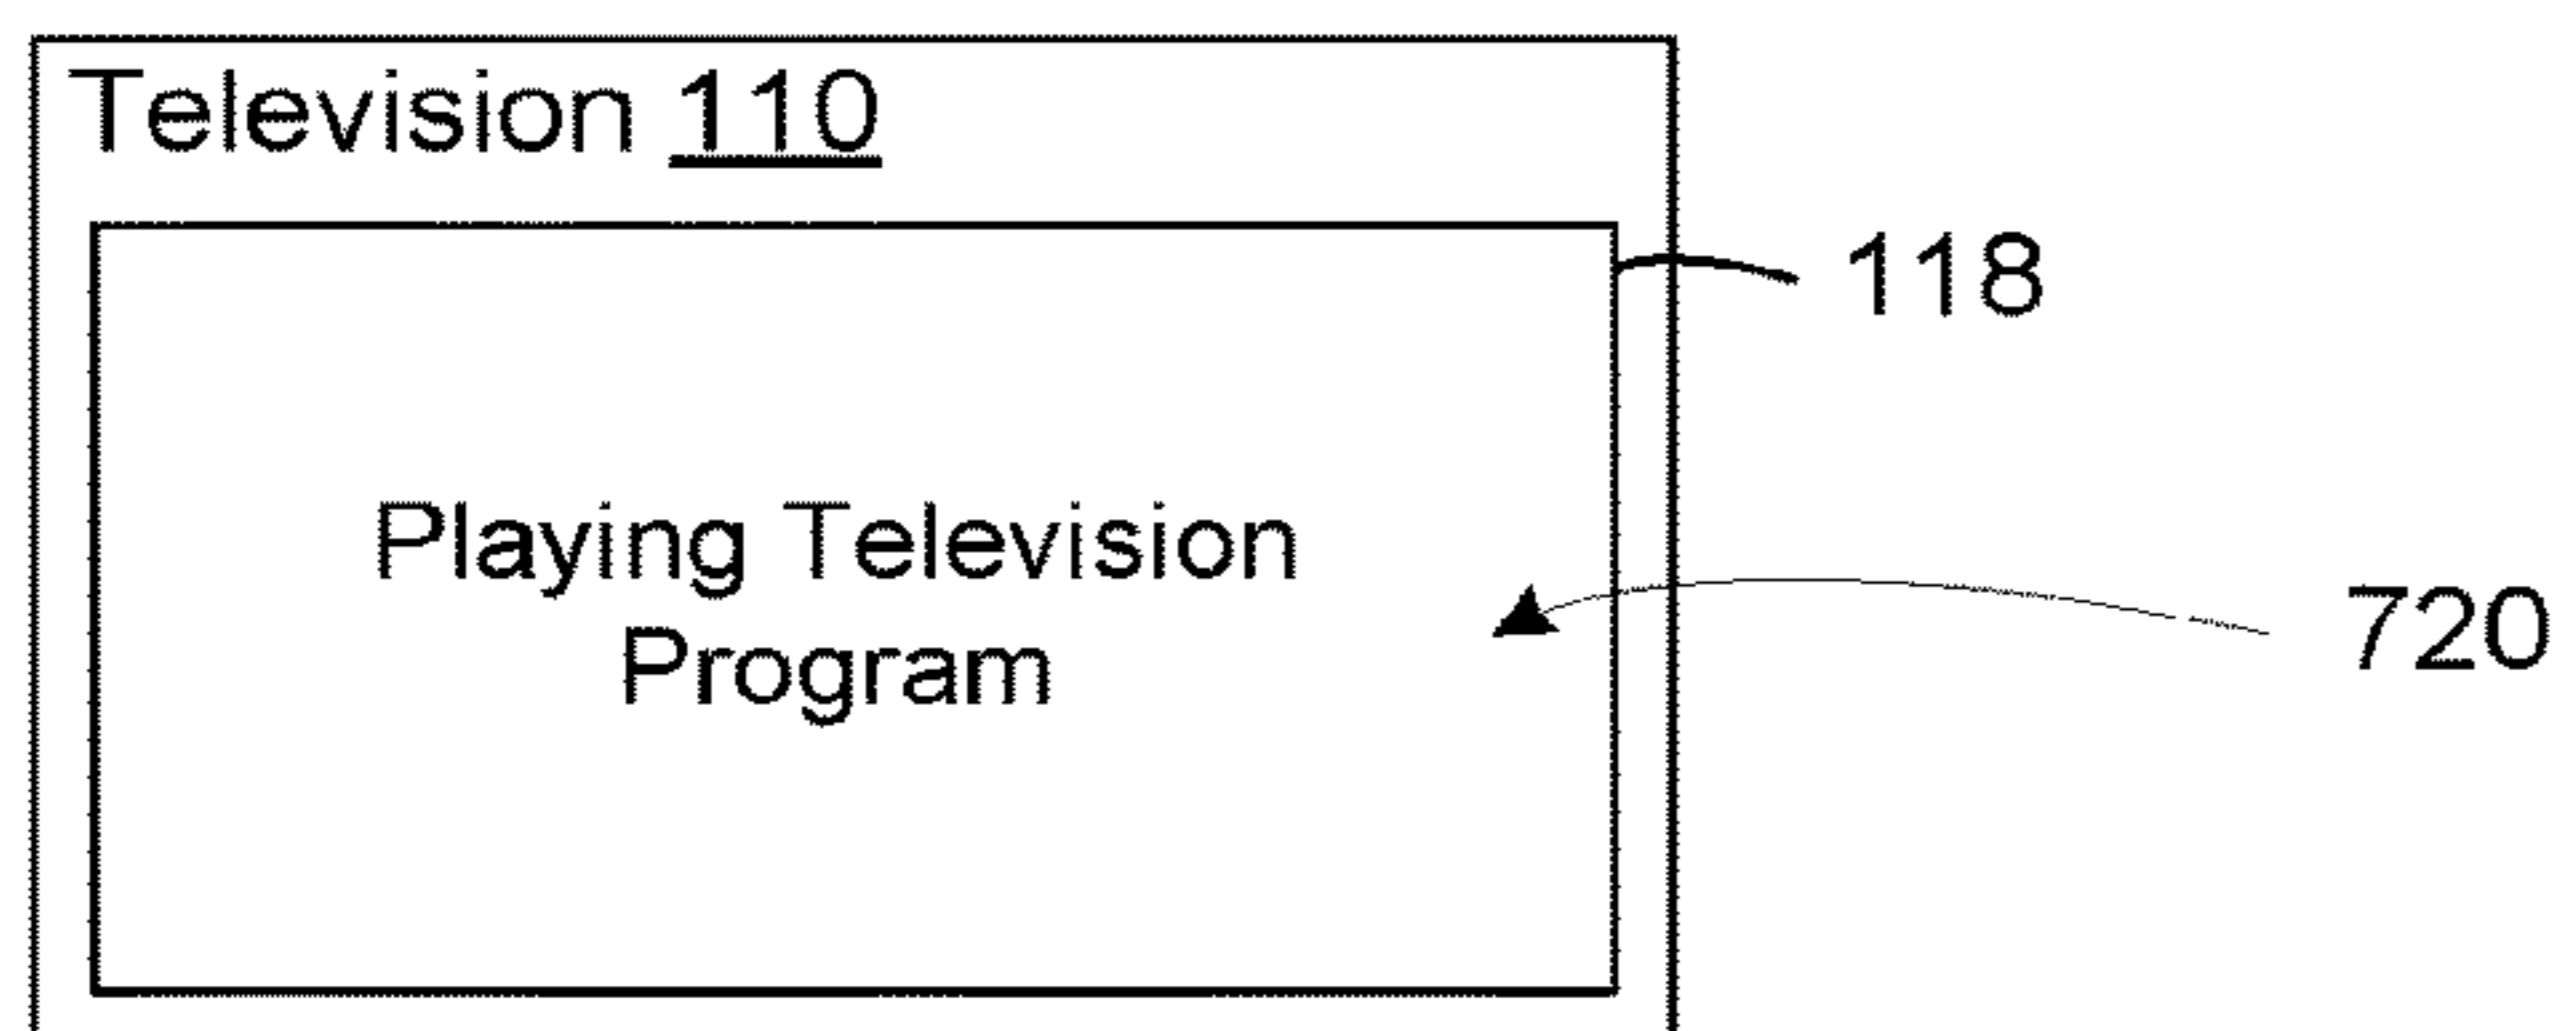 Television 110
118
Playing Television
Program
720